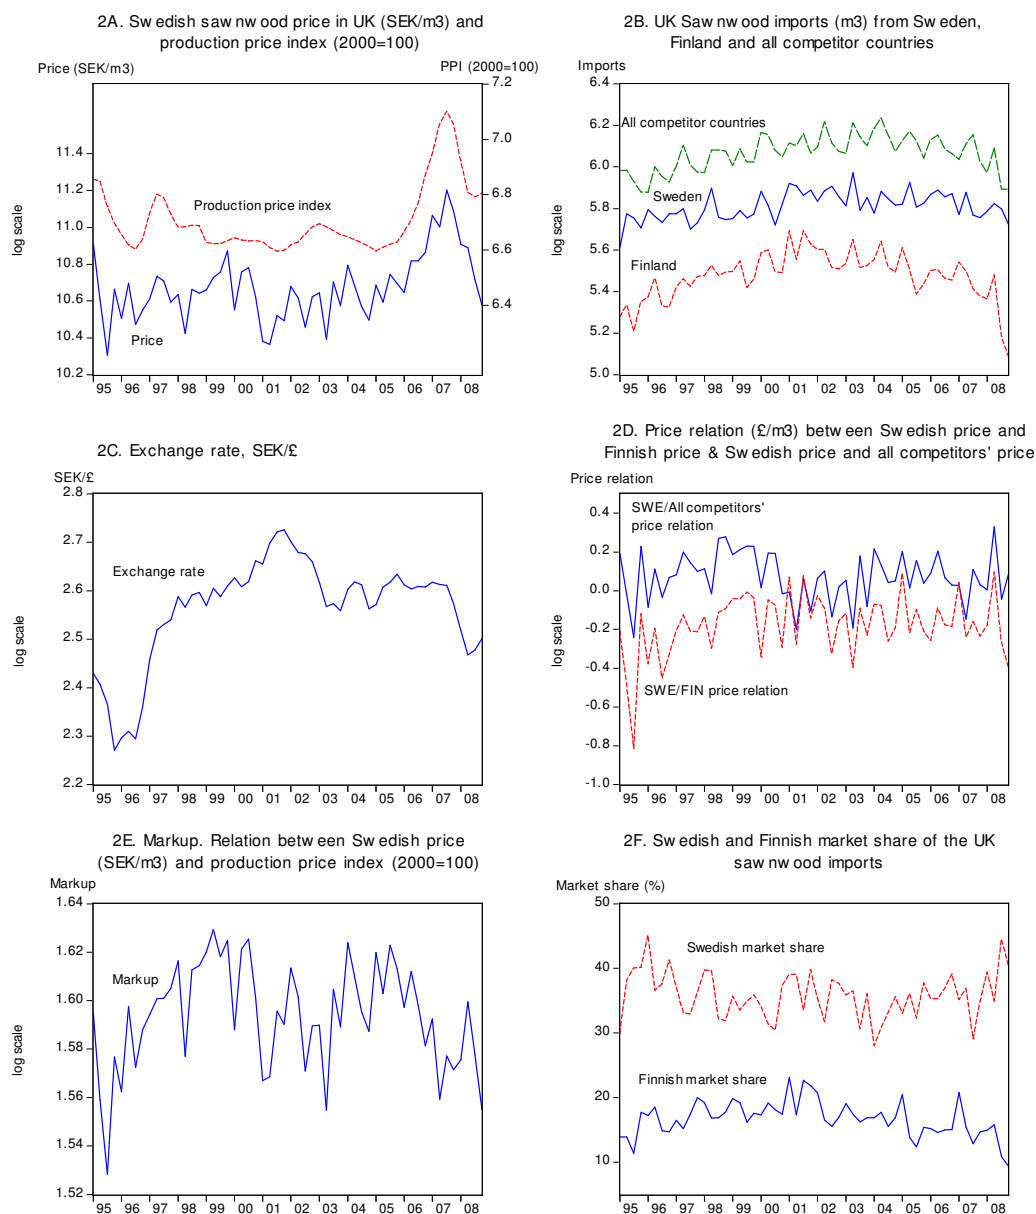 2A. Swedish sawnwood price in UK (SEK/m3) and
production price index (2000=100)
Price (SEK/m3)
PPI (2000=100)
7.2
7.0
6.8
6.6
6.4
11.4
11.2
11.0
10.8
10.6
10.4
10.2
log scale
Production price index
Price
95 96 97 98 99 00 01 02 03 04 05 06 07 08
2B. UK Sawnwood imports (m3) from Sweden,
Finland and all competitor countries
Imports
6.4
6.2
6.0
5.8
5.6
5.4
5.2
5.0
log scale
All competitor countries
Sweden
Finland
95 96 97 98 99 00 01 02 03 04 05 06 07 08
2C. Exchange rate, SEK/£
SEK/£
2.8
2.7
2.6
2.5
2.4
2.3
2.2
log scale
Exchange rate
95 96 97 98 99 00 01 02 03 04 05 06 07 08
2D. Price relation (£/m3) between Swedish price and
Finnish price & Swedish price and all competitors' price
Price relation
0.4
0.2
0.0
-0.2
-0.4
-0.6
-0.8
-1.0
log scale
SWE/All competitors'
price relation
SWE/FIN price relation
95 96 97 98 99 00 01 02 03 04 05 06 07 08
2E. Markup. Relation between Swedish price
(SEK/m3) and production price index (2000=100)
Markup
1.64
1.62
1.60
1.58
1.56
1.54
1.52
log scale
Markup
95 96 97 98 99 00 01 02 03 04 05 06 07 08
2F. Swedish and Finnish market share of the UK
sawnwood imports
Market share (%)
50
40
30
20
10
Swedish market share
Finnish market share
95 96 97 98 99 00 01 02 03 04 05 06 07 08